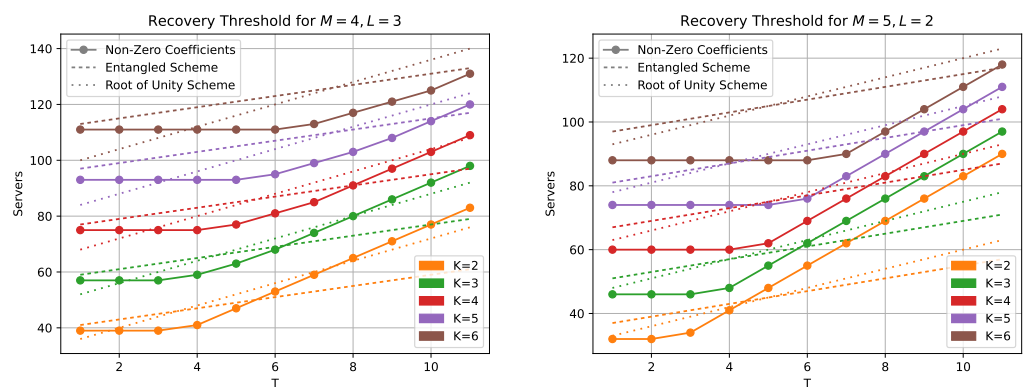 Recovery Threshold for M = 4, L = 3
Non-Zero Coefficients
Entangled Scheme
Root of Unity Scheme
Servers
140
120
100
80
60
40
K=2
K=3
K=4
K=5
K=6
2
4
6
8
10
T
Recovery Threshold for M = 5, L = 2
Non-Zero Coefficients
Entangled Scheme
Root of Unity Scheme
Servers
120
100
80
60
40
K=2
K=3
K=4
K=5
K=6
2
4
6
8
10
T